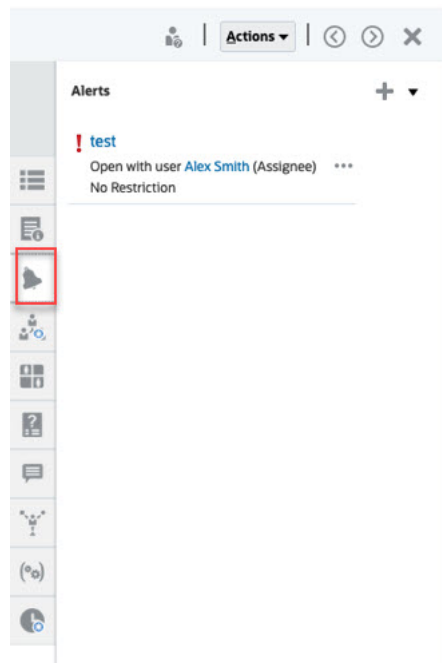 Actions
Alerts
test
Open with user Alex Smith (Assignee)
No Restriction